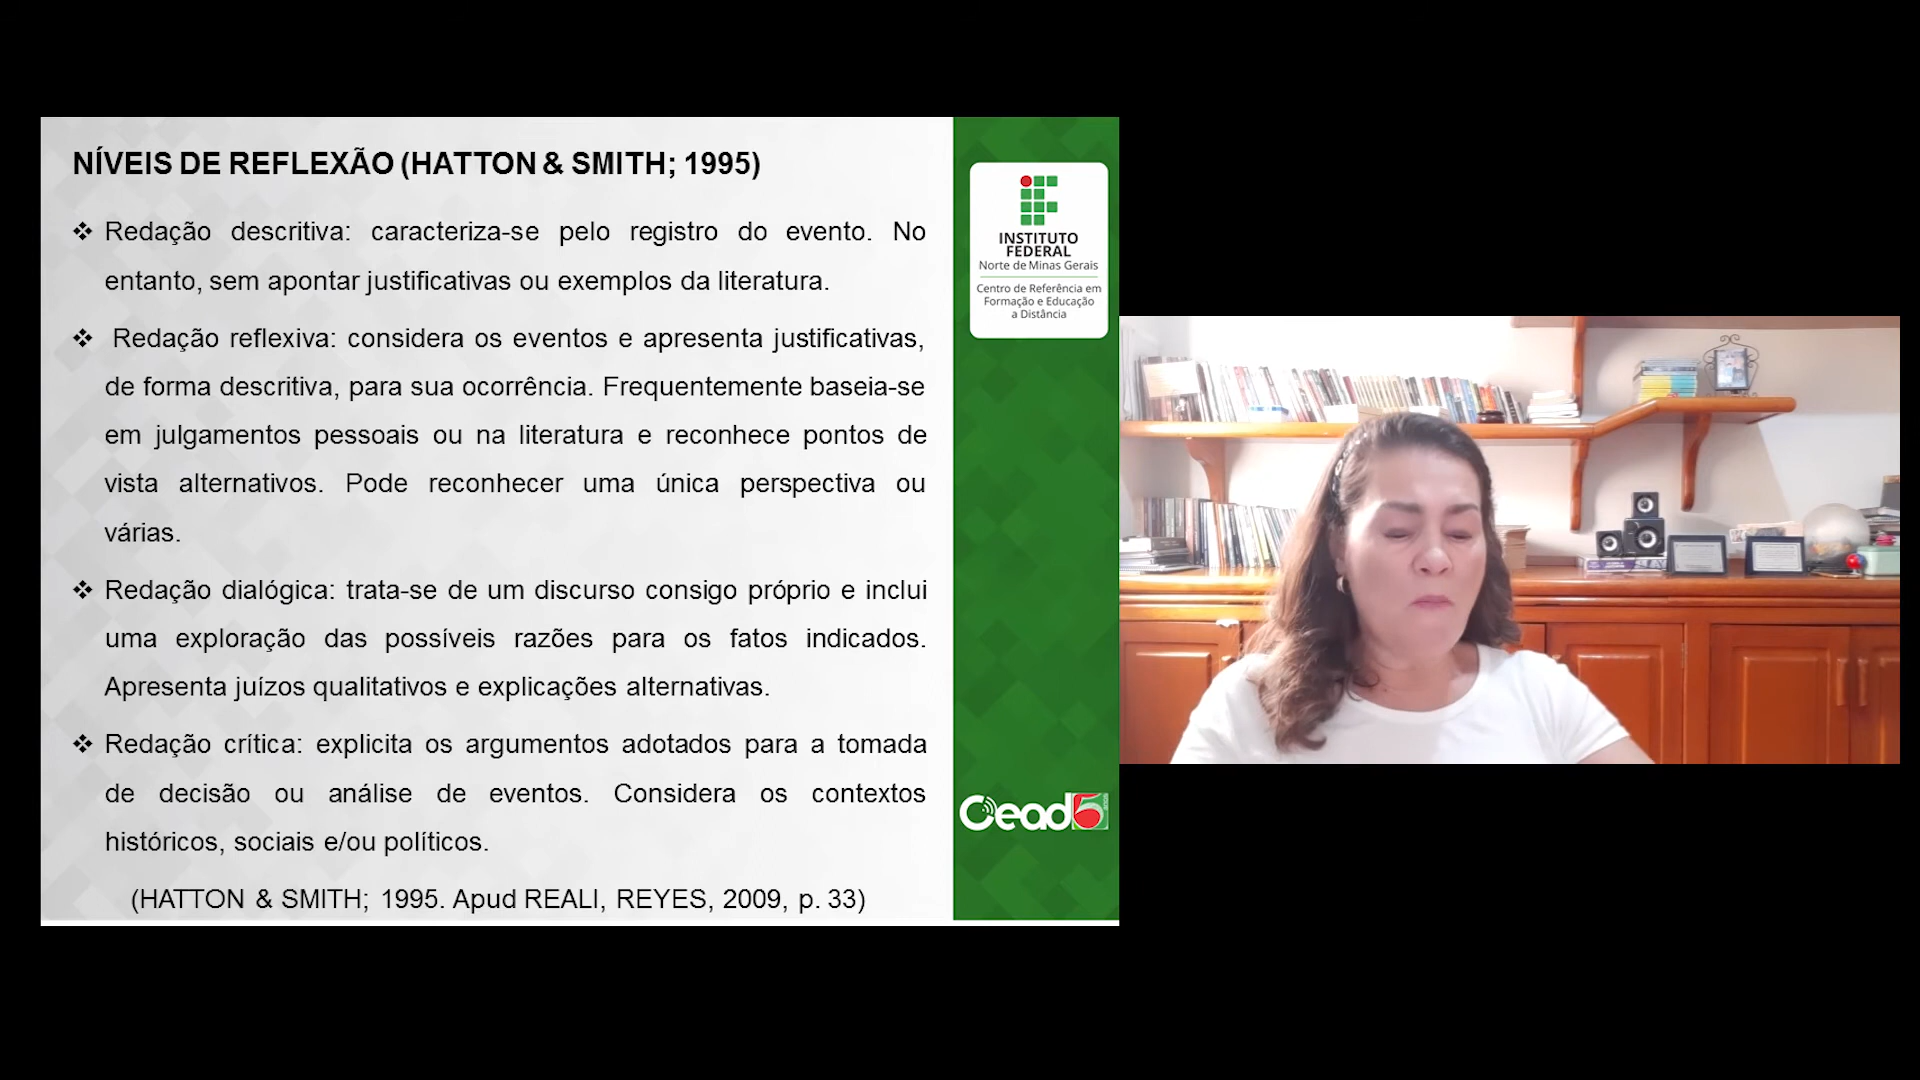 NÍVEIS DE REFLEXÃO (HATTON & SMITH; 1995)
❖ Redação descritiva: caracteriza-se pelo registro do evento. No
entanto, sem apontar justificativas ou exemplos da literatura.
❖ Redação reflexiva: considera os eventos e apresenta justificativas,
de forma descritiva, para sua ocorrência. Frequentemente baseia-se
em julgamentos pessoais ou na literatura e reconhece pontos de
vista alternativos. Pode reconhecer uma única perspectiva ou
várias.
❖ Redação dialógica: trata-se de um discurso consigo próprio e inclui
uma exploração das possíveis razões para os fatos indicados.
Apresenta juízos qualitativos e explicações alternativas.
❖ Redação crítica: explicita os argumentos adotados para a tomada
de decisão ou análise de eventos. Considera os contextos
históricos, sociais e/ou políticos.
(HATTON & SMITH; 1995. Apud REALI, REYES, 2009, p. 33)
INSTITUTO
FEDERAL
Norte de Minas Gerais
Centro de Referência em
Formação e Educação
a Distância
Cead 5